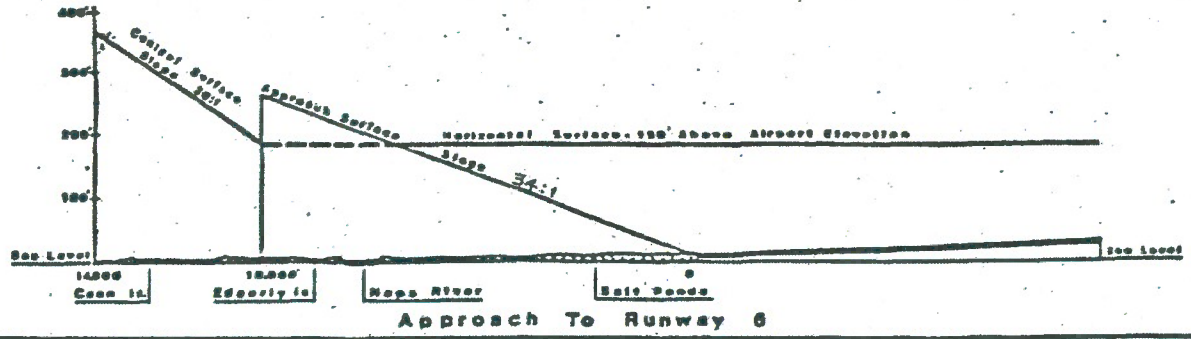 400'
Conical Surface
Slope 20:1
300'
Approach Surface
200'
Horizontal Surface - 150' Above Airport Elevation
Slope 34:1
100'
Sea Level
Sea Level
14,000'
10,000'
0
Coon Is.
Edgerly Is.
Napa River
Salt Ponds
Approach To Runway 6